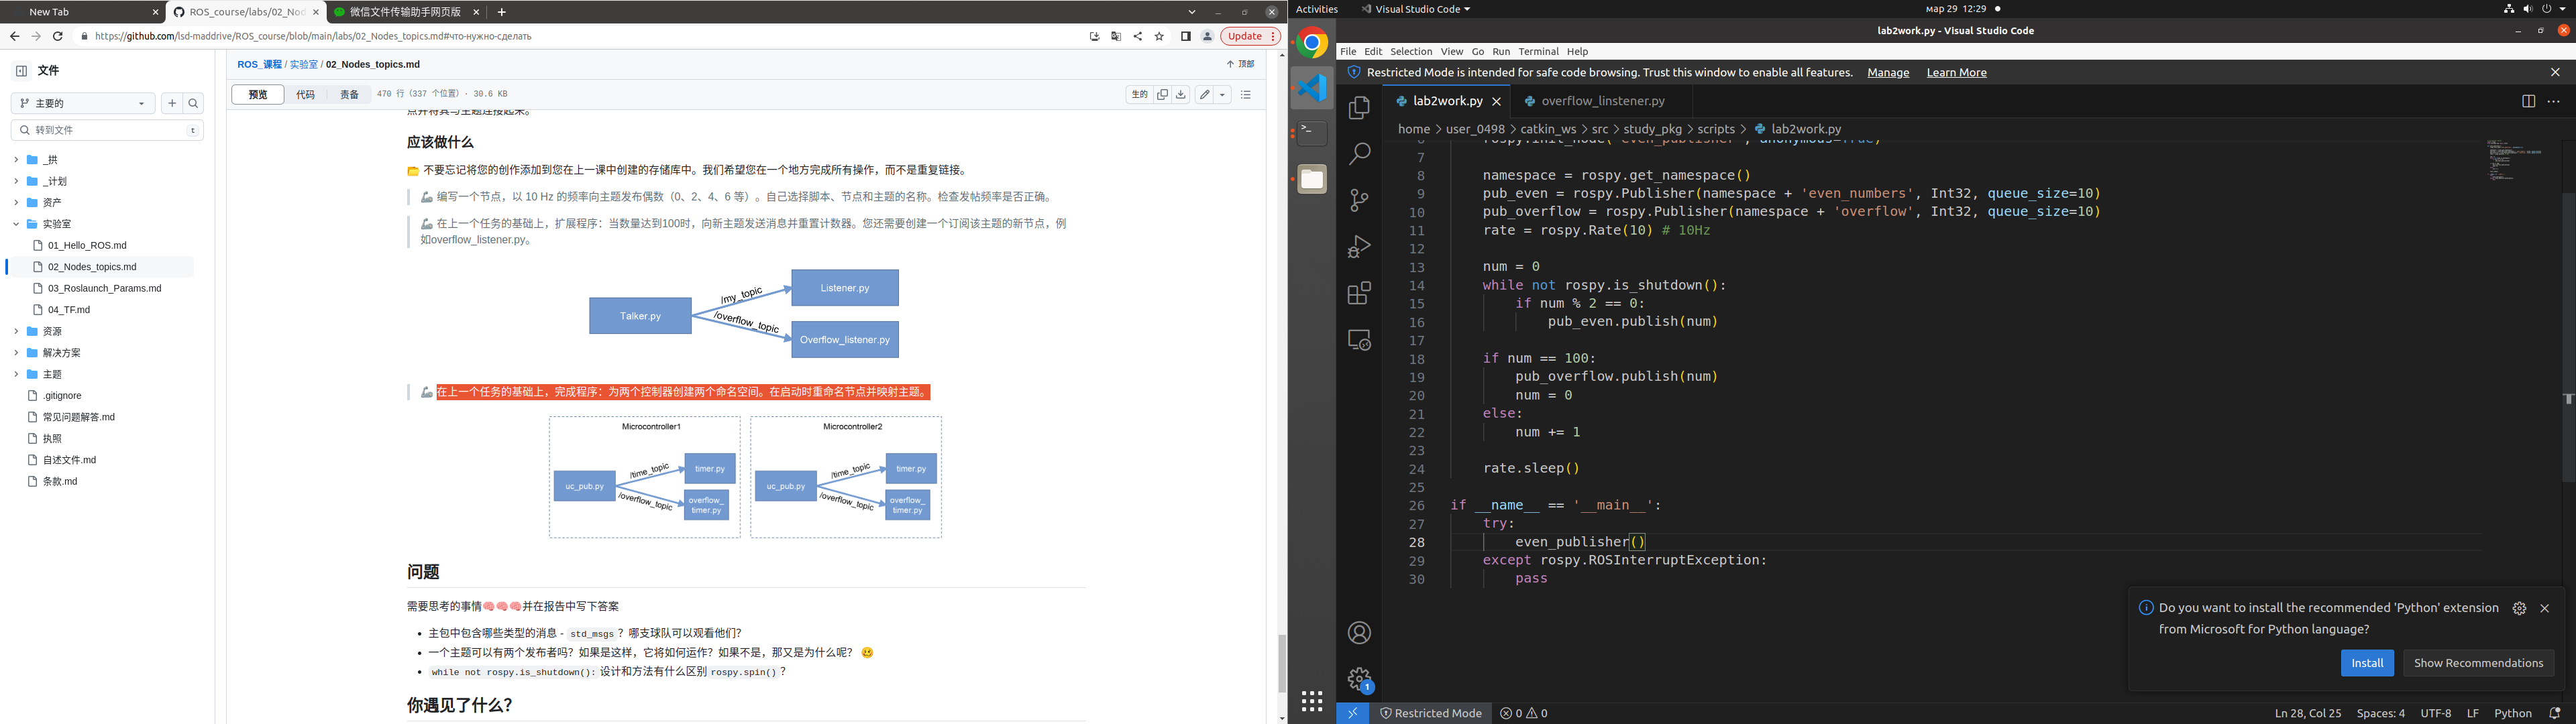 New Tab
ROS_course/labs/02_Nod
微信文件传输助手网页版
https://github.com/lsd-maddrive/ROS_course/blob/main/labs/02_Nodes_topics.md#что-нужно-сделать
Update
文件
主要的
转到文件
t
_拱
_计划
资产
实验室
01_Hello_ROS.md
02_Nodes_topics.md
03_Roslaunch_Params.md
04_TF.md
资源
解决方案
主题
.gitignore
常见问题解答.md
执照
自述文件.md
条款.md
ROS_课程 / 实验室 / 02_Nodes_topics.md
顶部
预览
代码
责备
470 行（337 个位置）· 30.6 KB
生的
点并将其与主题连接起来。
应该做什么
不要忘记将您的创作添加到您在上一课中创建的存储库中。我们希望您在一个地方完成所有操作，而不是重复链接。
编写一个节点，以 10 Hz 的频率向主题发布偶数（0、2、4、6 等）。自己选择脚本、节点和主题的名称。检查发帖频率是否正确。
在上一个任务的基础上，扩展程序：当数量达到100时，向新主题发送消息并重置计数器。您还需要创建一个订阅该主题的新节点，例
如overflow_listener.py。
Talker.py
/my_topic
Listener.py
/overflow_topic
Overflow_listener.py
在上一个任务的基础上，完成程序：为两个控制器创建两个命名空间。在启动时重命名节点并映射主题。
Microcontroller1
uc_pub.py
/time_topic
timer.py
/overflow_topic
overflow_
timer.py
Microcontroller2
uc_pub.py
/time_topic
timer.py
/overflow_topic
overflow_
timer.py
问题
需要思考的事情🧠🧠🧠并在报告中写下答案
• 主包中包含哪些类型的消息 - std_msgs？哪支球队可以观看他们？
• 一个主题可以有两个发布者吗？如果是这样，它将如何运作？如果不是，那又是为什么呢？ 🥴
• while not rospy.is_shutdown():设计和方法有什么区别 rospy.spin()？
你遇见了什么？
Activities
Visual Studio Code
мар 29 12:29
lab2work.py - Visual Studio Code
File Edit Selection View Go Run Terminal Help
Restricted Mode is intended for safe code browsing. Trust this window to enable all features. Manage Learn More
lab2work.py
overflow_linstener.py
home > user_0498 > catkin_ws > src > study_pkg > scripts > lab2work.py
6 rospy.init_node('even_publisher', anonymous=True)
7
8 namespace = rospy.get_namespace()
9 pub_even = rospy.Publisher(namespace + 'even_numbers', Int32, queue_size=10)
10 pub_overflow = rospy.Publisher(namespace + 'overflow', Int32, queue_size=10)
11 rate = rospy.Rate(10) # 10Hz
12
13 num = 0
14 while not rospy.is_shutdown():
15 if num % 2 == 0:
16 pub_even.publish(num)
17
18 if num == 100:
19 pub_overflow.publish(num)
20 num = 0
21 else:
22 num += 1
23
24 rate.sleep()
25
26 if __name__ == '__main__':
27 try:
28 even_publisher()
29 except rospy.ROSInterruptException:
30 pass
Do you want to install the recommended 'Python' extension
from Microsoft for Python language?
Install
Show Recommendations
1
Restricted Mode
0 0
Ln 28, Col 25 Spaces: 4 UTF-8 LF Python